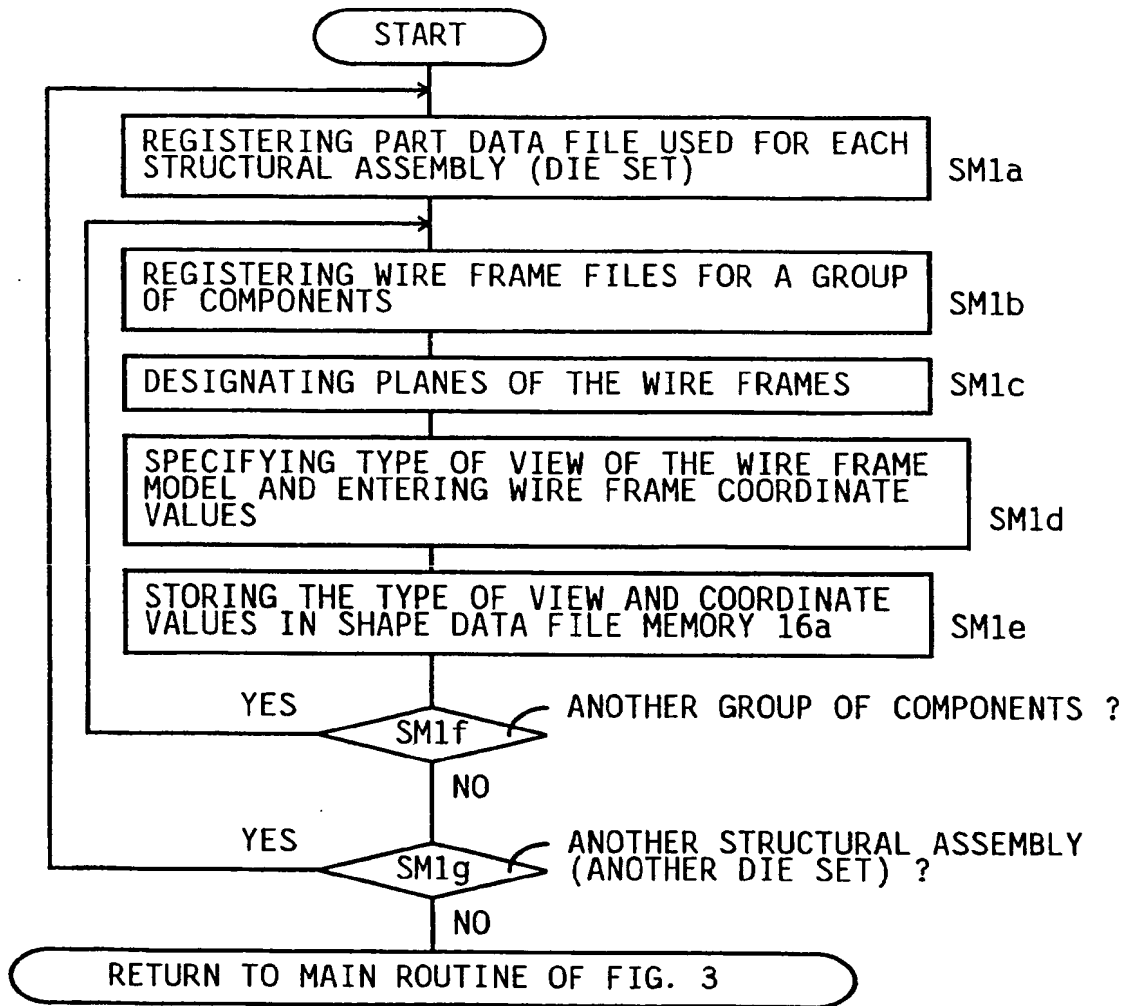 START
REGISTERING PART DATA FILE USED FOR EACH
STRUCTURAL ASSEMBLY (DIE SET)
SM1a
REGISTERING WIRE FRAME FILES FOR A GROUP
OF COMPONENTS
SM1b
DESIGNATING PLANES OF THE WIRE FRAMES
SM1c
SPECIFYING TYPE OF VIEW OF THE WIRE FRAME
MODEL AND ENTERING WIRE FRAME COORDINATE
VALUES
SM1d
STORING THE TYPE OF VIEW AND COORDINATE
VALUES IN SHAPE DATA FILE MEMORY 16a
SM1e
YES
SM1f
ANOTHER GROUP OF COMPONENTS ?
NO
YES
SM1g
ANOTHER STRUCTURAL ASSEMBLY
(ANOTHER DIE SET) ?
NO
RETURN TO MAIN ROUTINE OF FIG. 3